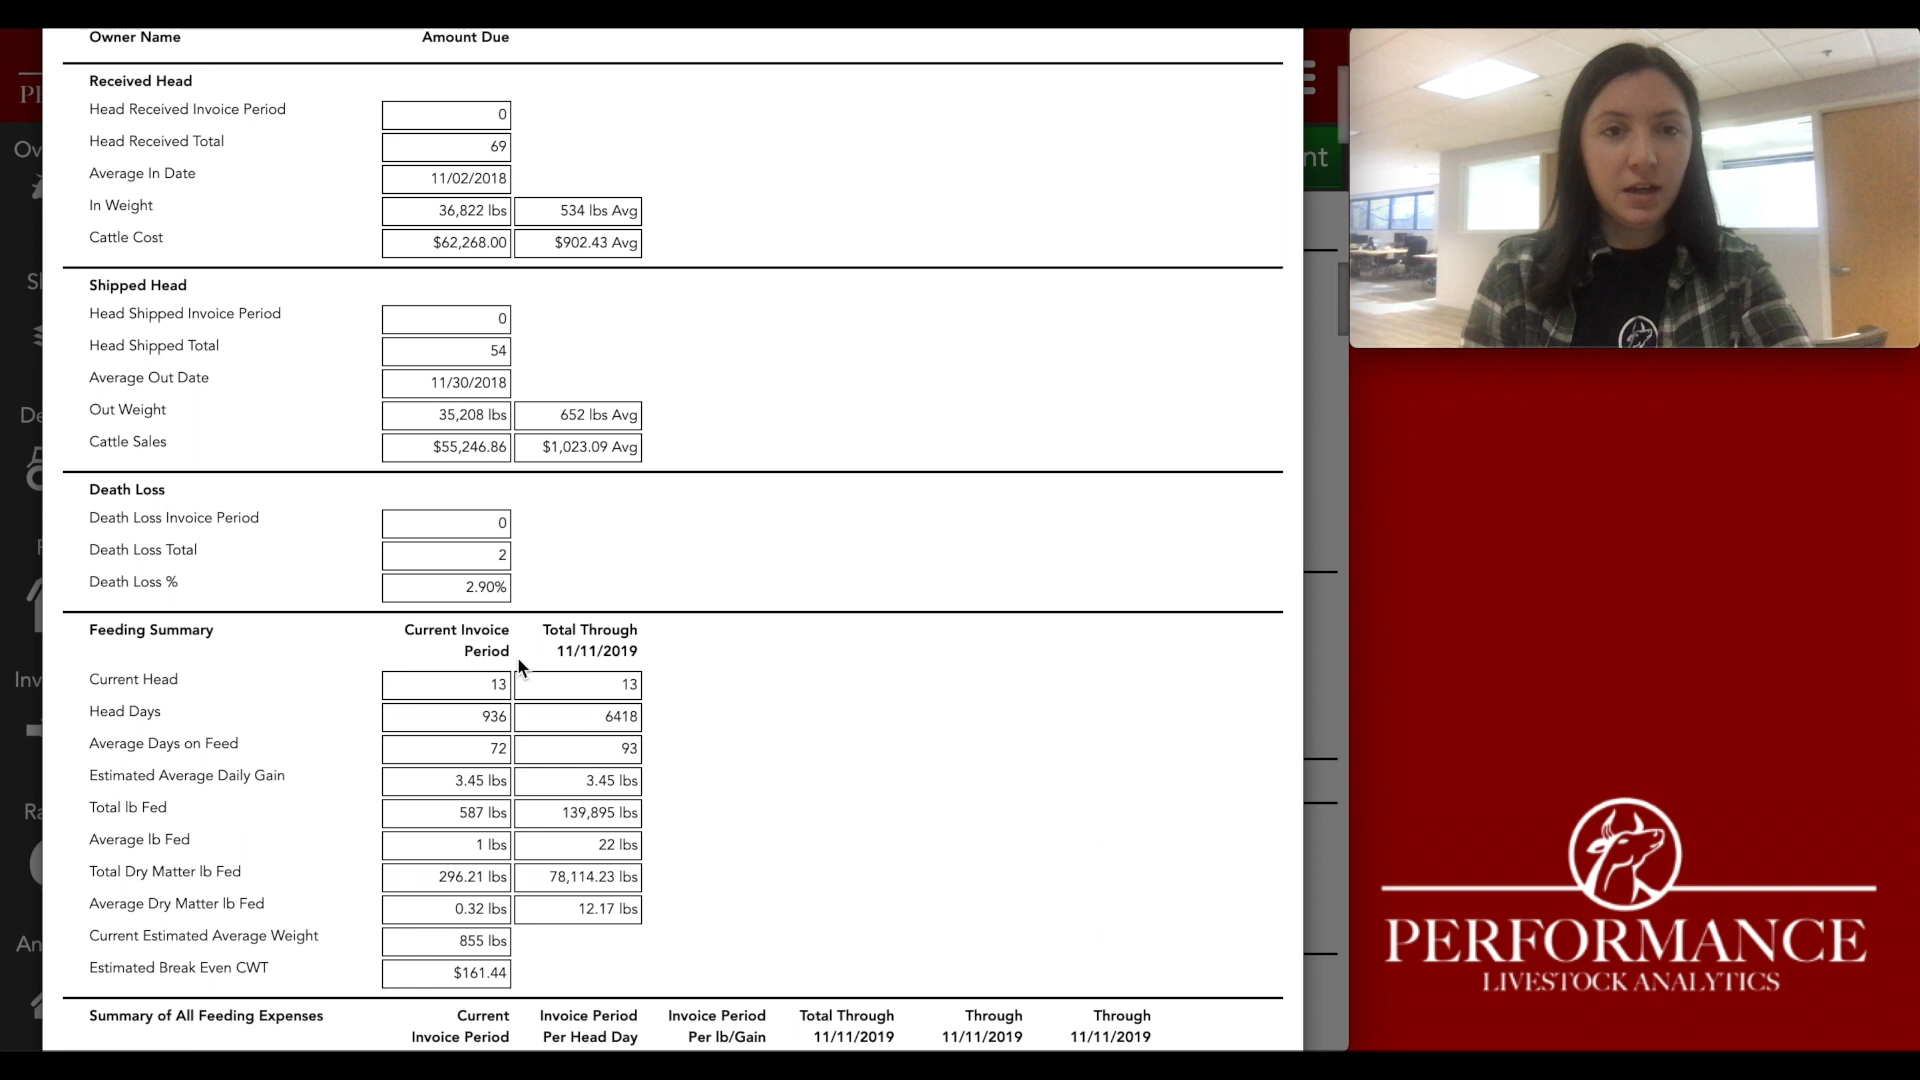 Owner Name Amount Due
Received Head
Head Received Invoice Period 0
Head Received Total 69
Average In Date 11/02/2018
In Weight 36,822 lbs 534 lbs Avg
Cattle Cost $62,268.00 $902.43 Avg
Shipped Head
Head Shipped Invoice Period 0
Head Shipped Total 54
Average Out Date 11/30/2018
Out Weight 35,208 lbs 652 lbs Avg
Cattle Sales $55,246.86 $1,023.09 Avg
Death Loss
Death Loss Invoice Period 0
Death Loss Total 2
Death Loss % 2.90%
Feeding Summary Current Invoice Total Through
Period 11/11/2019
Current Head 13 13
Head Days 936 6418
Average Days on Feed 72 93
Estimated Average Daily Gain 3.45 lbs 3.45 lbs
Total lb Fed 587 lbs 139,895 lbs
Average lb Fed 1 lbs 22 lbs
Total Dry Matter lb Fed 296.21 lbs 78,114.23 lbs
Average Dry Matter lb Fed 0.32 lbs 12.17 lbs
Current Estimated Average Weight 855 lbs
Estimated Break Even CWT $161.44
Summary of All Feeding Expenses Current Invoice Period Invoice Period Total Through Through Through
Invoice Period Per Head Day Per lb/Gain 11/11/2019 11/11/2019 11/11/2019
PERFORMANCE
LIVESTOCK ANALYTICS